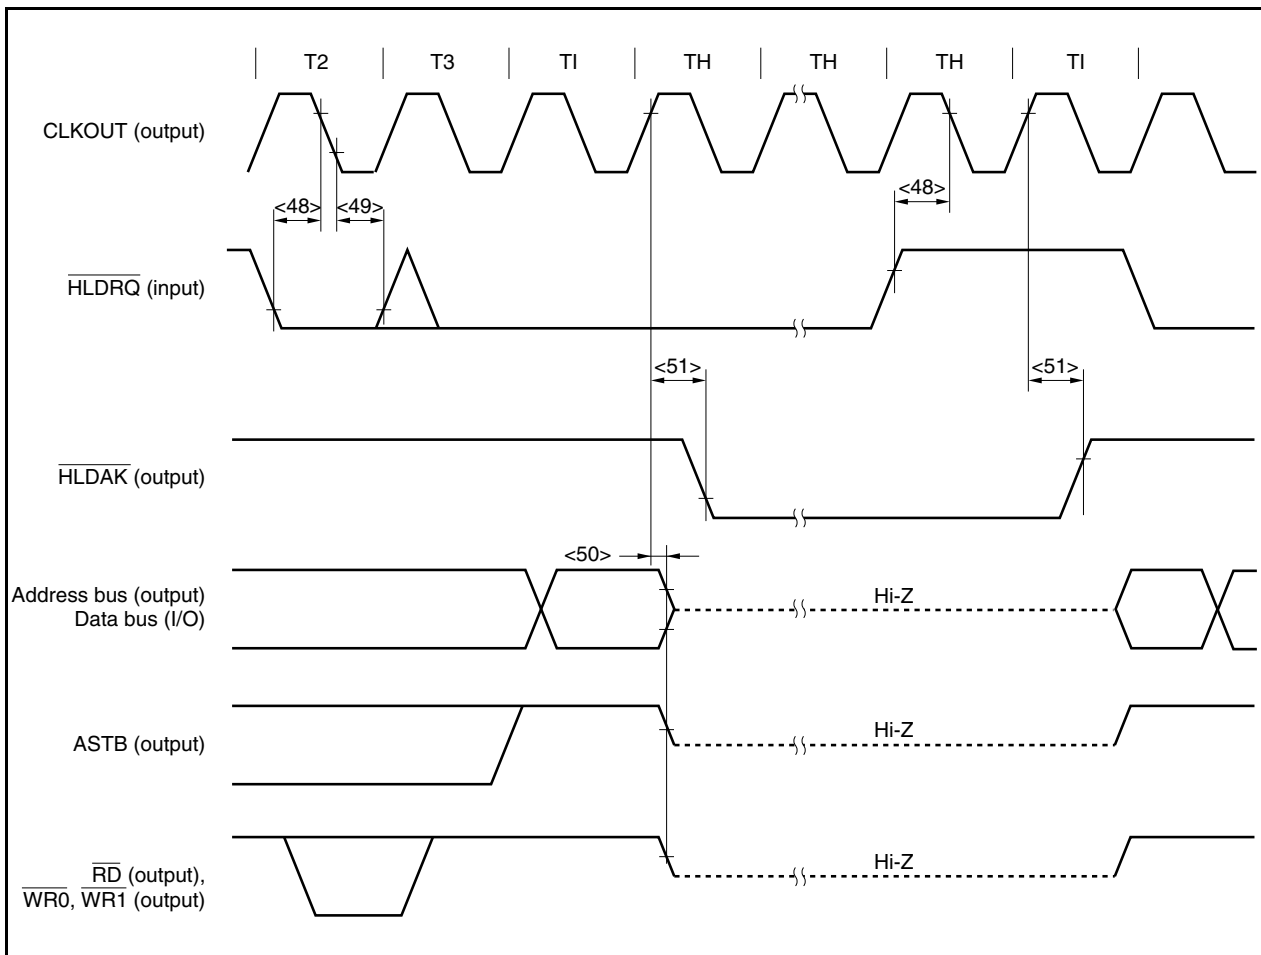 T2 T3 TI TH TH TH TI
CLKOUT (output)
<48> <49> <48>
HLDRQ (input)
<51> <51>
HLDAK (output)
<50>
Address bus (output)
Data bus (I/O)
Hi-Z
ASTB (output)
Hi-Z
RD (output),
WR0, WR1 (output)
Hi-Z